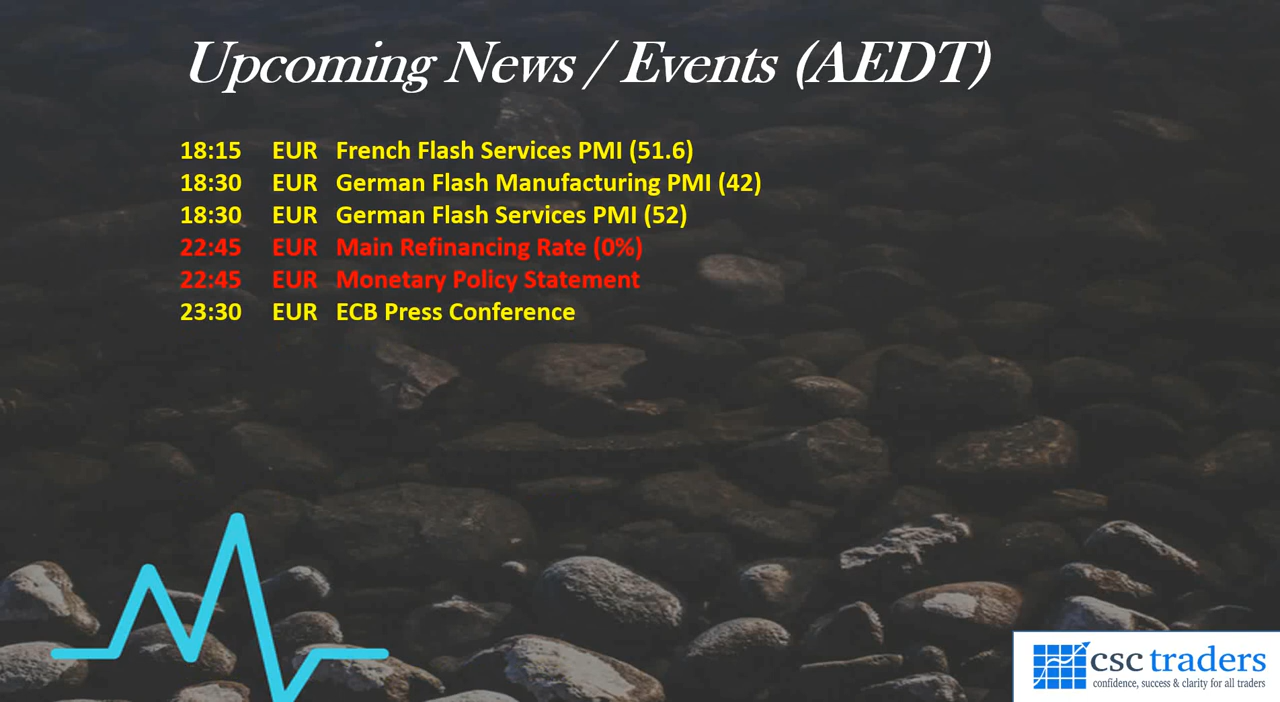 Upcoming News / Events (AEDT)
18:15 EUR French Flash Services PMI (51.6)
18:30 EUR German Flash Manufacturing PMI (42)
18:30 EUR German Flash Services PMI (52)
22:45 EUR Main Refinancing Rate (0%)
22:45 EUR Monetary Policy Statement
23:30 EUR ECB Press Conference
csc traders
confidence, success & clarity for all traders